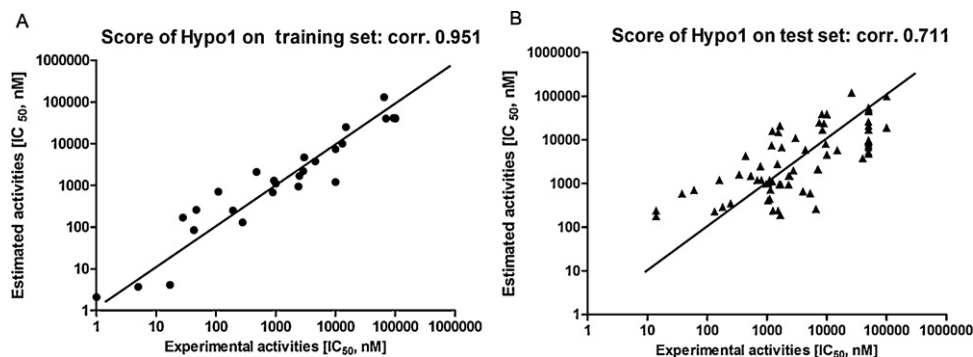 A
Score of Hypo1 on training set: corr. 0.951
Estimated activities [IC 50, nM]
1000000
100000
10000
1000
100
10
1
1 10 100 1000 10000 100000 1000000
Experimental activities [IC50, nM]
B
Score of Hypo1 on test set: corr. 0.711
Estimated activities [IC 50, nM]
1000000
100000
10000
1000
100
10
1
1 10 100 1000 10000 100000 1000000
Experimental activities [IC50, nM]